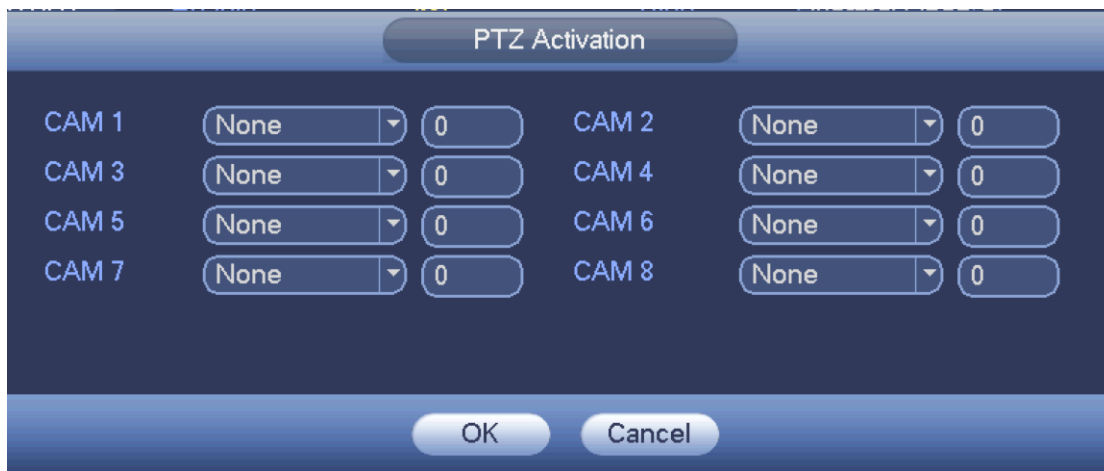 PTZ Activation
CAM 1 None 0 CAM 2 None 0
CAM 3 None 0 CAM 4 None 0
CAM 5 None 0 CAM 6 None 0
CAM 7 None 0 CAM 8 None 0
OK Cancel